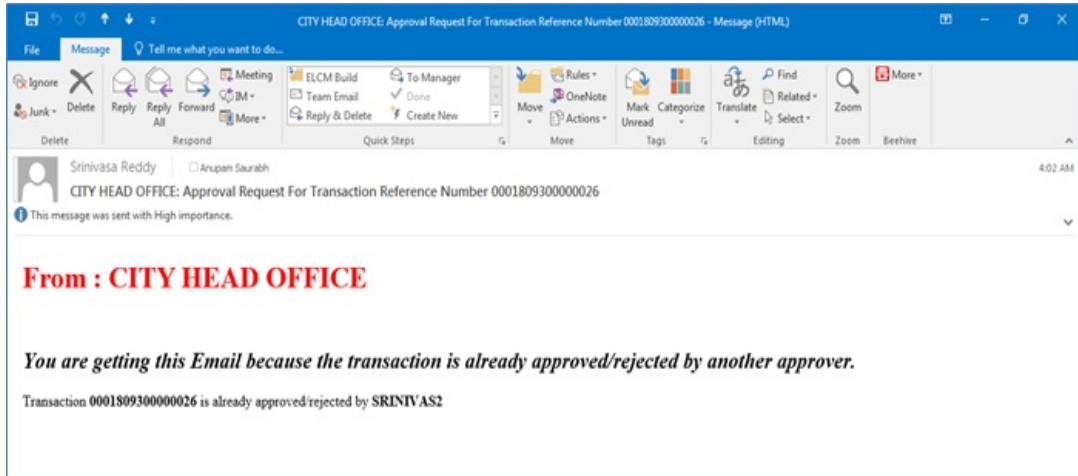 CITY HEAD OFFICE: Approval Request For Transaction Reference Number 0001809300000026 - Message (HTML)
File Message Tell me what you want to do...
Ignore
Junk
Delete
Reply
Reply All
Forward
Meeting
IM
More
ELCM Build
Team Email
Reply & Delete
To Manager
Done
Create New
Move
Rules
OneNote
Actions
Mark Unread
Categorize
Translate
Find
Related
Select
Zoom
More
Delete Respond Quick Steps Move Tags Editing Zoom Beehive
Srinivasa Reddy Anupam Saurabh 4:02 AM
CITY HEAD OFFICE: Approval Request For Transaction Reference Number 0001809300000026
This message was sent with High importance.
From : CITY HEAD OFFICE
You are getting this Email because the transaction is already approved/rejected by another approver.
Transaction 0001809300000026 is already approved/rejected by SRINIVAS2